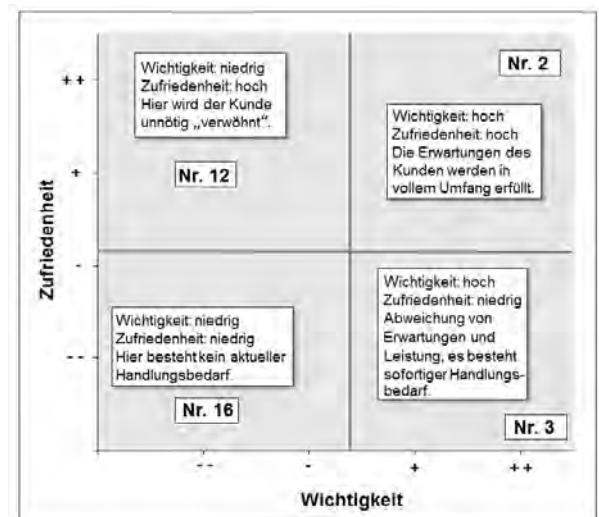 Zufriedenheit
++
+
-
--
Wichtigkeit: niedrig
Zufriedenheit: hoch
Hier wird der Kunde
unnötig „verwöhnt“.
Nr. 12
Nr. 2
Wichtigkeit: hoch
Zufriedenheit: hoch
Die Erwartungen des
Kunden werden in
vollem Umfang erfüllt.
Wichtigkeit: niedrig
Zufriedenheit: niedrig
Hier besteht kein aktueller
Handlungsbedarf.
Nr. 16
Wichtigkeit: hoch
Zufriedenheit: niedrig
Abweichung von
Erwartungen und
Leistung, es besteht
sofortiger Handlungs-
bedarf.
Nr. 3
-- - + ++
Wichtigkeit